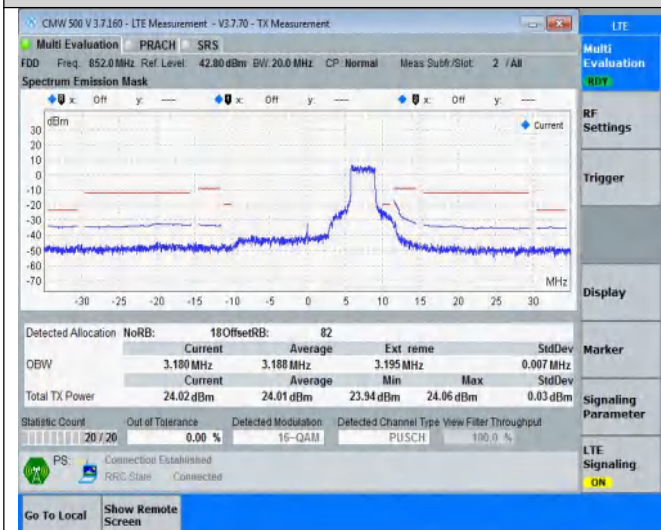 CMW 500 V 3.7.160 - LTE Measurement - V3.7.70 - TX Measurement
LTE
Multi Evaluation PRACH SRS
FDD Freq. 852.0 MHz Ref. Level: 42.80 dBm BW: 20.0 MHz CP: Normal Meas Subfr./Slot: 2 / All
Spectrum Emission Mask
x: Off y: --- x: Off y: --- x: Off y: ---
dBm
Current
30
20
10
0
-10
-20
-30
-40
-50
-60
-70
MHz
-30 -25 -20 -15 -10 -5 0 5 10 15 20 25 30
Detected Allocation NoRB: 18 OffsetRB: 82
Current Average Extreme StdDev
OBW 3.180 MHz 3.188 MHz 3.195 MHz 0.007 MHz
Current Average Min Max StdDev
Total TX Power 24.02 dBm 24.01 dBm 23.94 dBm 24.06 dBm 0.03 dBm
Statistic Count Out of Tolerance Detected Modulation Detected Channel Type View Filter Throughput
20 / 20 0.00 % 16-QAM PUSCH 100.0 %
PS: Connection Established
RRC State Connected
Multi Evaluation
RDY
RF Settings
Trigger
Display
Marker
Signaling Parameter
LTE Signaling
ON
Go To Local
Show Remote Screen